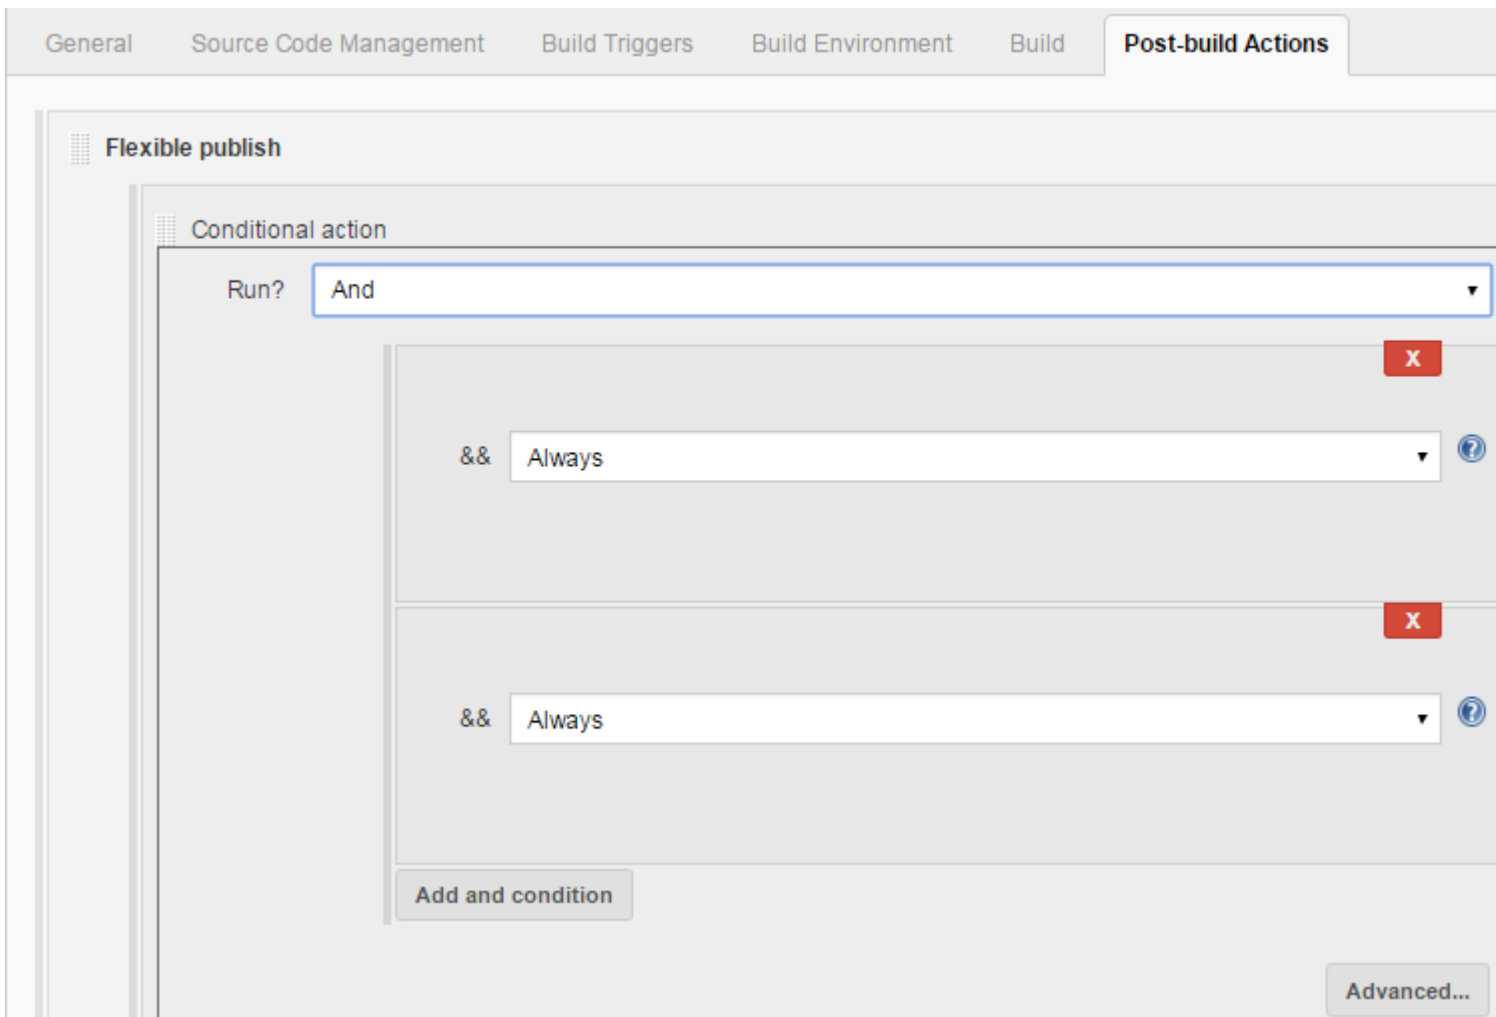 General Source Code Management Build Triggers Build Environment Build Post-build Actions
Flexible publish
Conditional action
Run? And
X
&& Always
X
&& Always
Add and condition
Advanced...